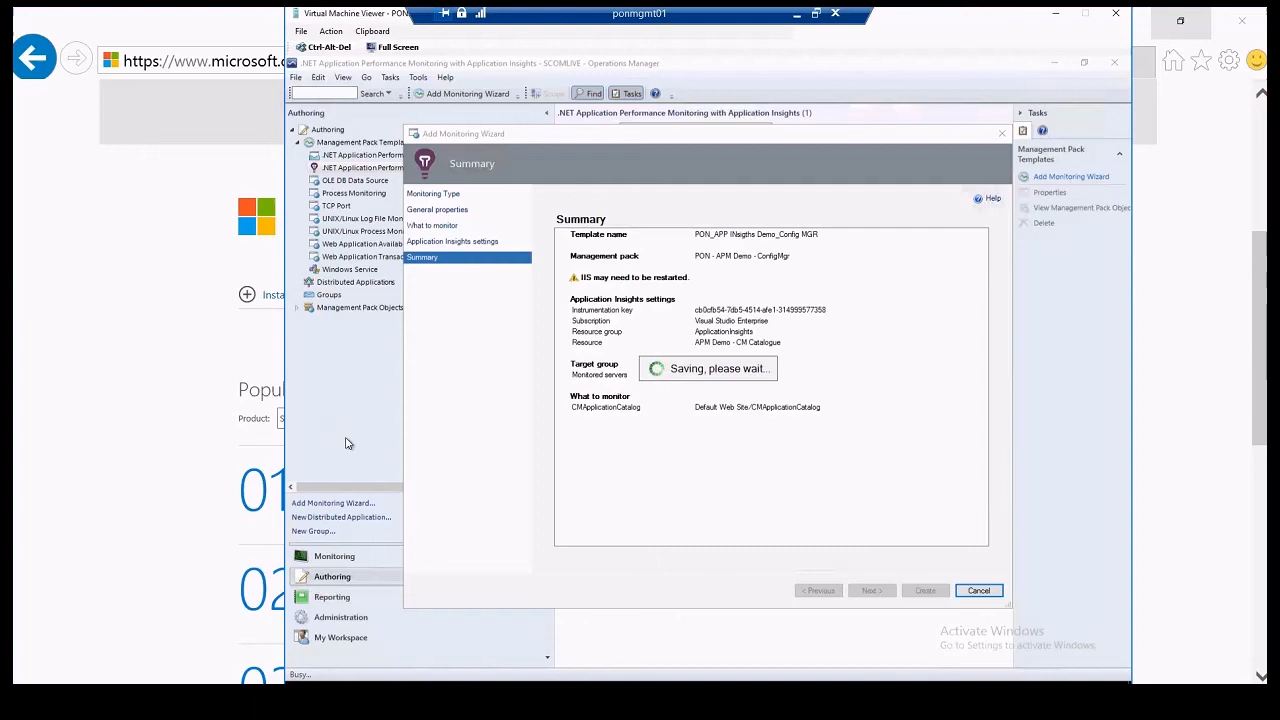 Virtual Machine Viewer - PON
ponmgmt01
File Action Clipboard
Ctrl-Alt-Del Full Screen
https://www.microsoft.c
.NET Application Performance Monitoring with Application Insights - SCOMLIVE - Operations Manager
File Edit View Go Tasks Tools Help
Search Add Monitoring Wizard Scope Find Tasks
Authoring
.NET Application Performance Monitoring with Application Insights (1)
Tasks
Authoring
Management Pack Templa
.NET Application Perform
.NET Application Perform
OLE DB Data Source
Process Monitoring
TCP Port
UNIX/Linux Log File Mon
UNIX/Linux Process Moni
Web Application Availab
Web Application Transac
Windows Service
Distributed Applications
Groups
Management Pack Objects
Add Monitoring Wizard...
New Distributed Application...
New Group...
Monitoring
Authoring
Reporting
Administration
My Workspace
Busy...
Add Monitoring Wizard
Summary
Monitoring Type
General properties
What to monitor
Application Insights settings
Summary
Help
Summary
Template name PON_APP INsigths Demo_Config MGR
Management pack PON - APM Demo - ConfigMgr
IIS may need to be restarted.
Application Insights settings
Instrumentation key cb0cfb54-7db5-4514-afe1-314999577358
Subscription Visual Studio Enterprise
Resource group ApplicationInsights
Resource APM Demo - CM Catalogue
Target group
Monitored servers
Saving, please wait...
What to monitor
CMApplicationCatalog Default Web Site/CMApplicationCatalog
< Previous Next > Create Cancel
Management Pack
Templates
Add Monitoring Wizard
Properties
View Management Pack Objec
Delete
Activate Windows
Go to Settings to activate Windows.
Insta
Popul
Product: S
01
02